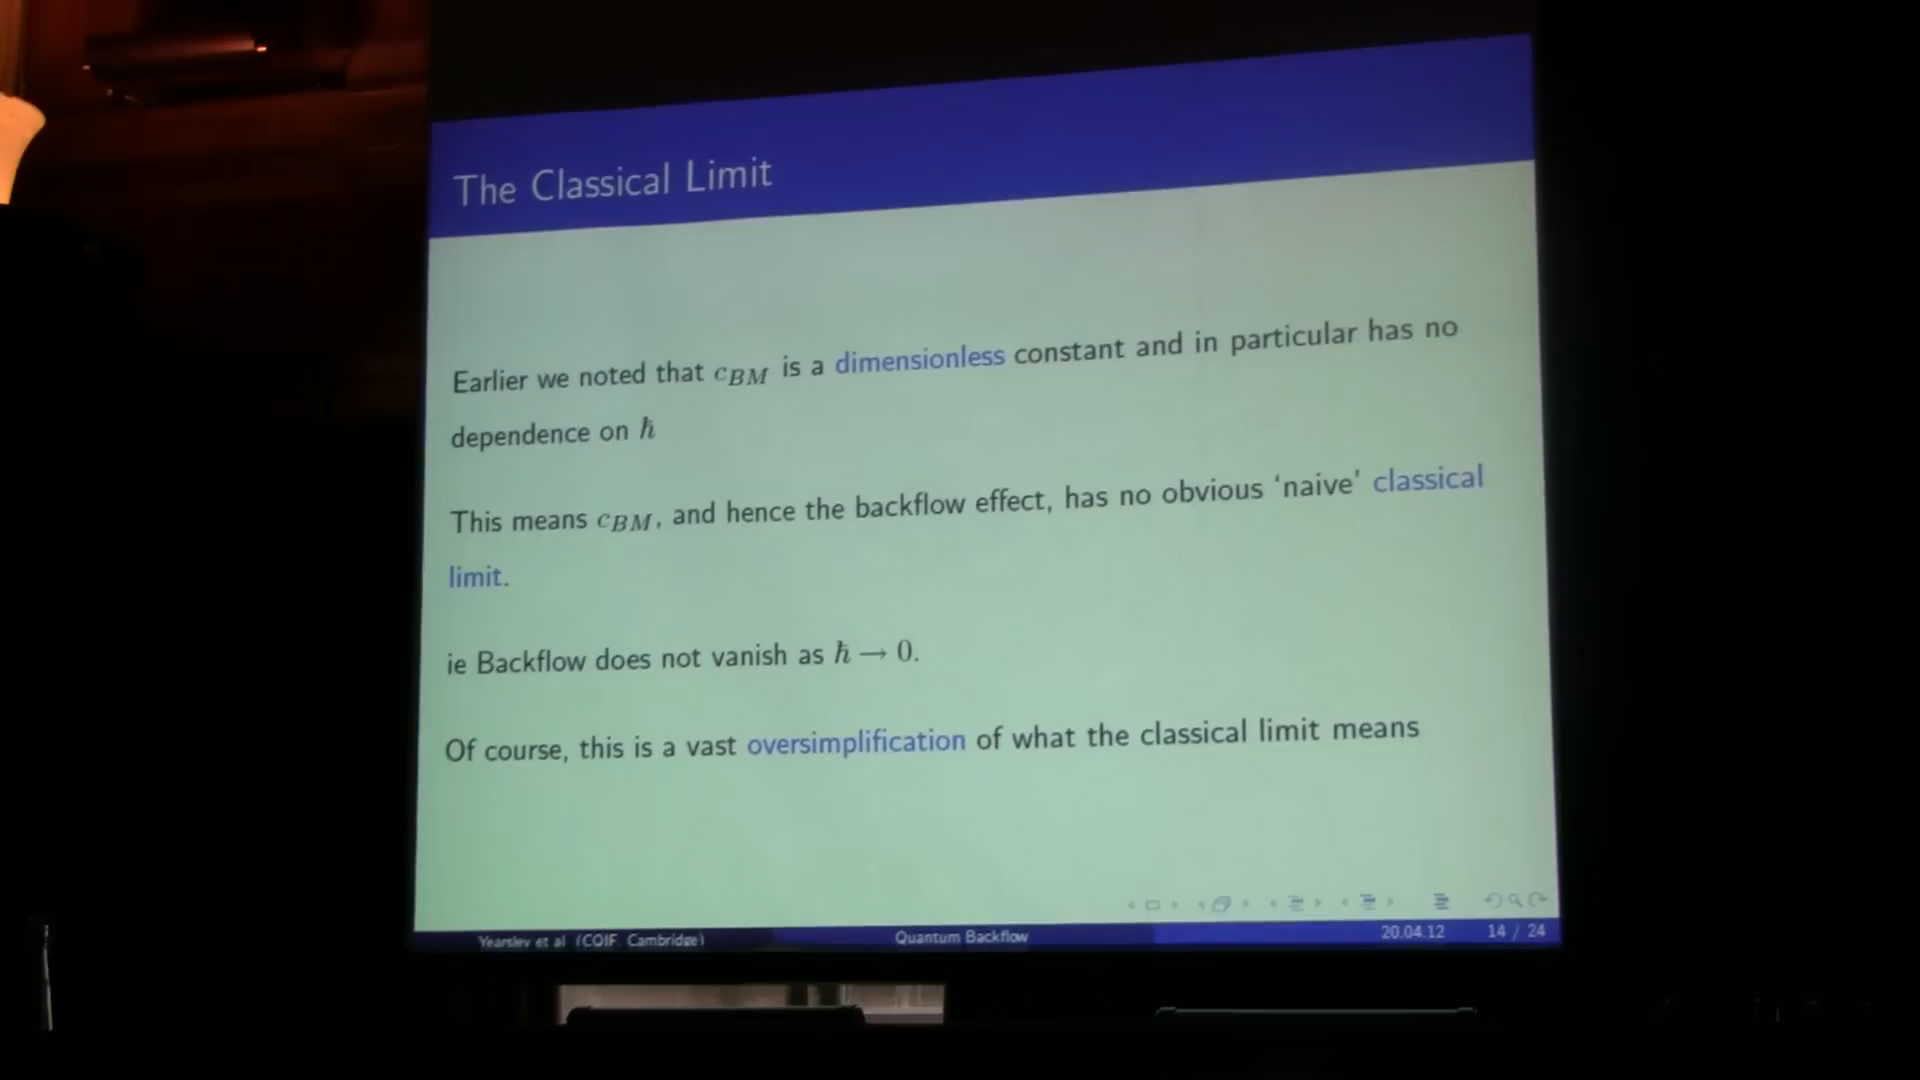 The Classical Limit
Earlier we noted that c_BM is a dimensionless constant and in particular has no
dependence on ℏ
This means c_BM, and hence the backflow effect, has no obvious ‘naive’ classical
limit.
ie Backflow does not vanish as ℏ → 0.
Of course, this is a vast oversimplification of what the classical limit means
Yearsley et al (CQIF, Cambridge)
Quantum Backflow
20.04.12
14 / 24